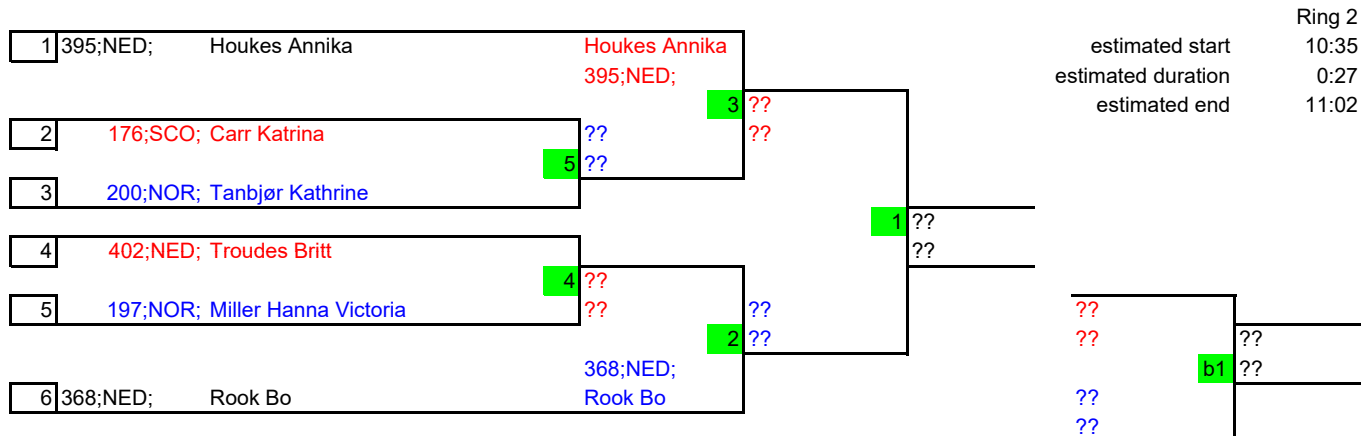 Ring 2
1 395;NED; Houkes Annika Houkes Annika estimated start 10:35
395;NED; estimated duration 0:27
3 ?? estimated end 11:02
2 176;SCO; Carr Katrina ?? ??
5 ??
3 200;NOR; Tanbjør Kathrine
1 ??
4 402;NED; Troudes Britt ??
4 ??
5 197;NOR; Miller Hanna Victoria ?? ?? ??
2 ?? ?? ??
368;NED; b1 ??
6 368;NED; Rook Bo Rook Bo ??
??